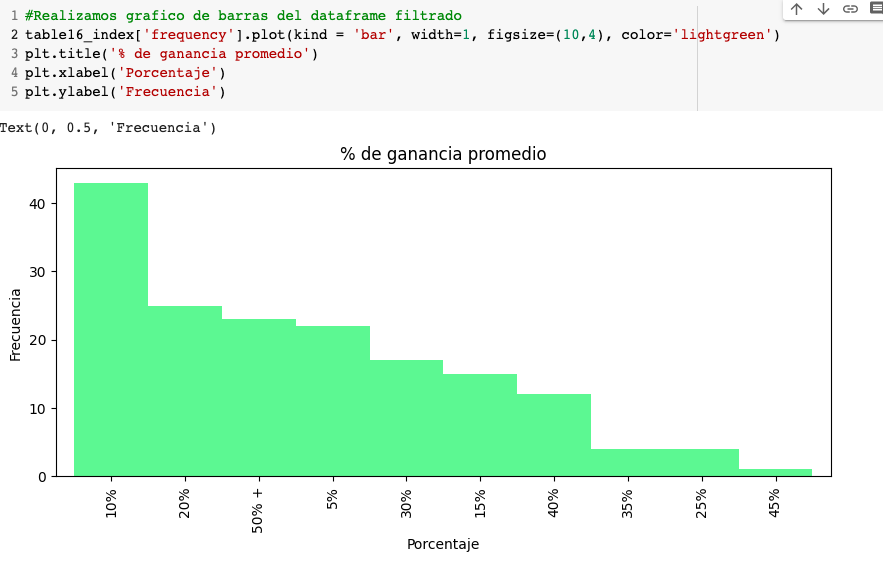 1 #Realizamos grafico de barras del dataframe filtrado
2 table16_index['frequency'].plot(kind = 'bar', width=1, figsize=(10,4), color='lightgreen')
3 plt.title('% de ganancia promedio')
4 plt.xlabel('Porcentaje')
5 plt.ylabel('Frecuencia')
Text(0, 0.5, 'Frecuencia')
% de ganancia promedio
Frecuencia
40
30
20
10
0
10% 20% 50% + 5% 30% 15% 40% 35% 25% 45%
Porcentaje